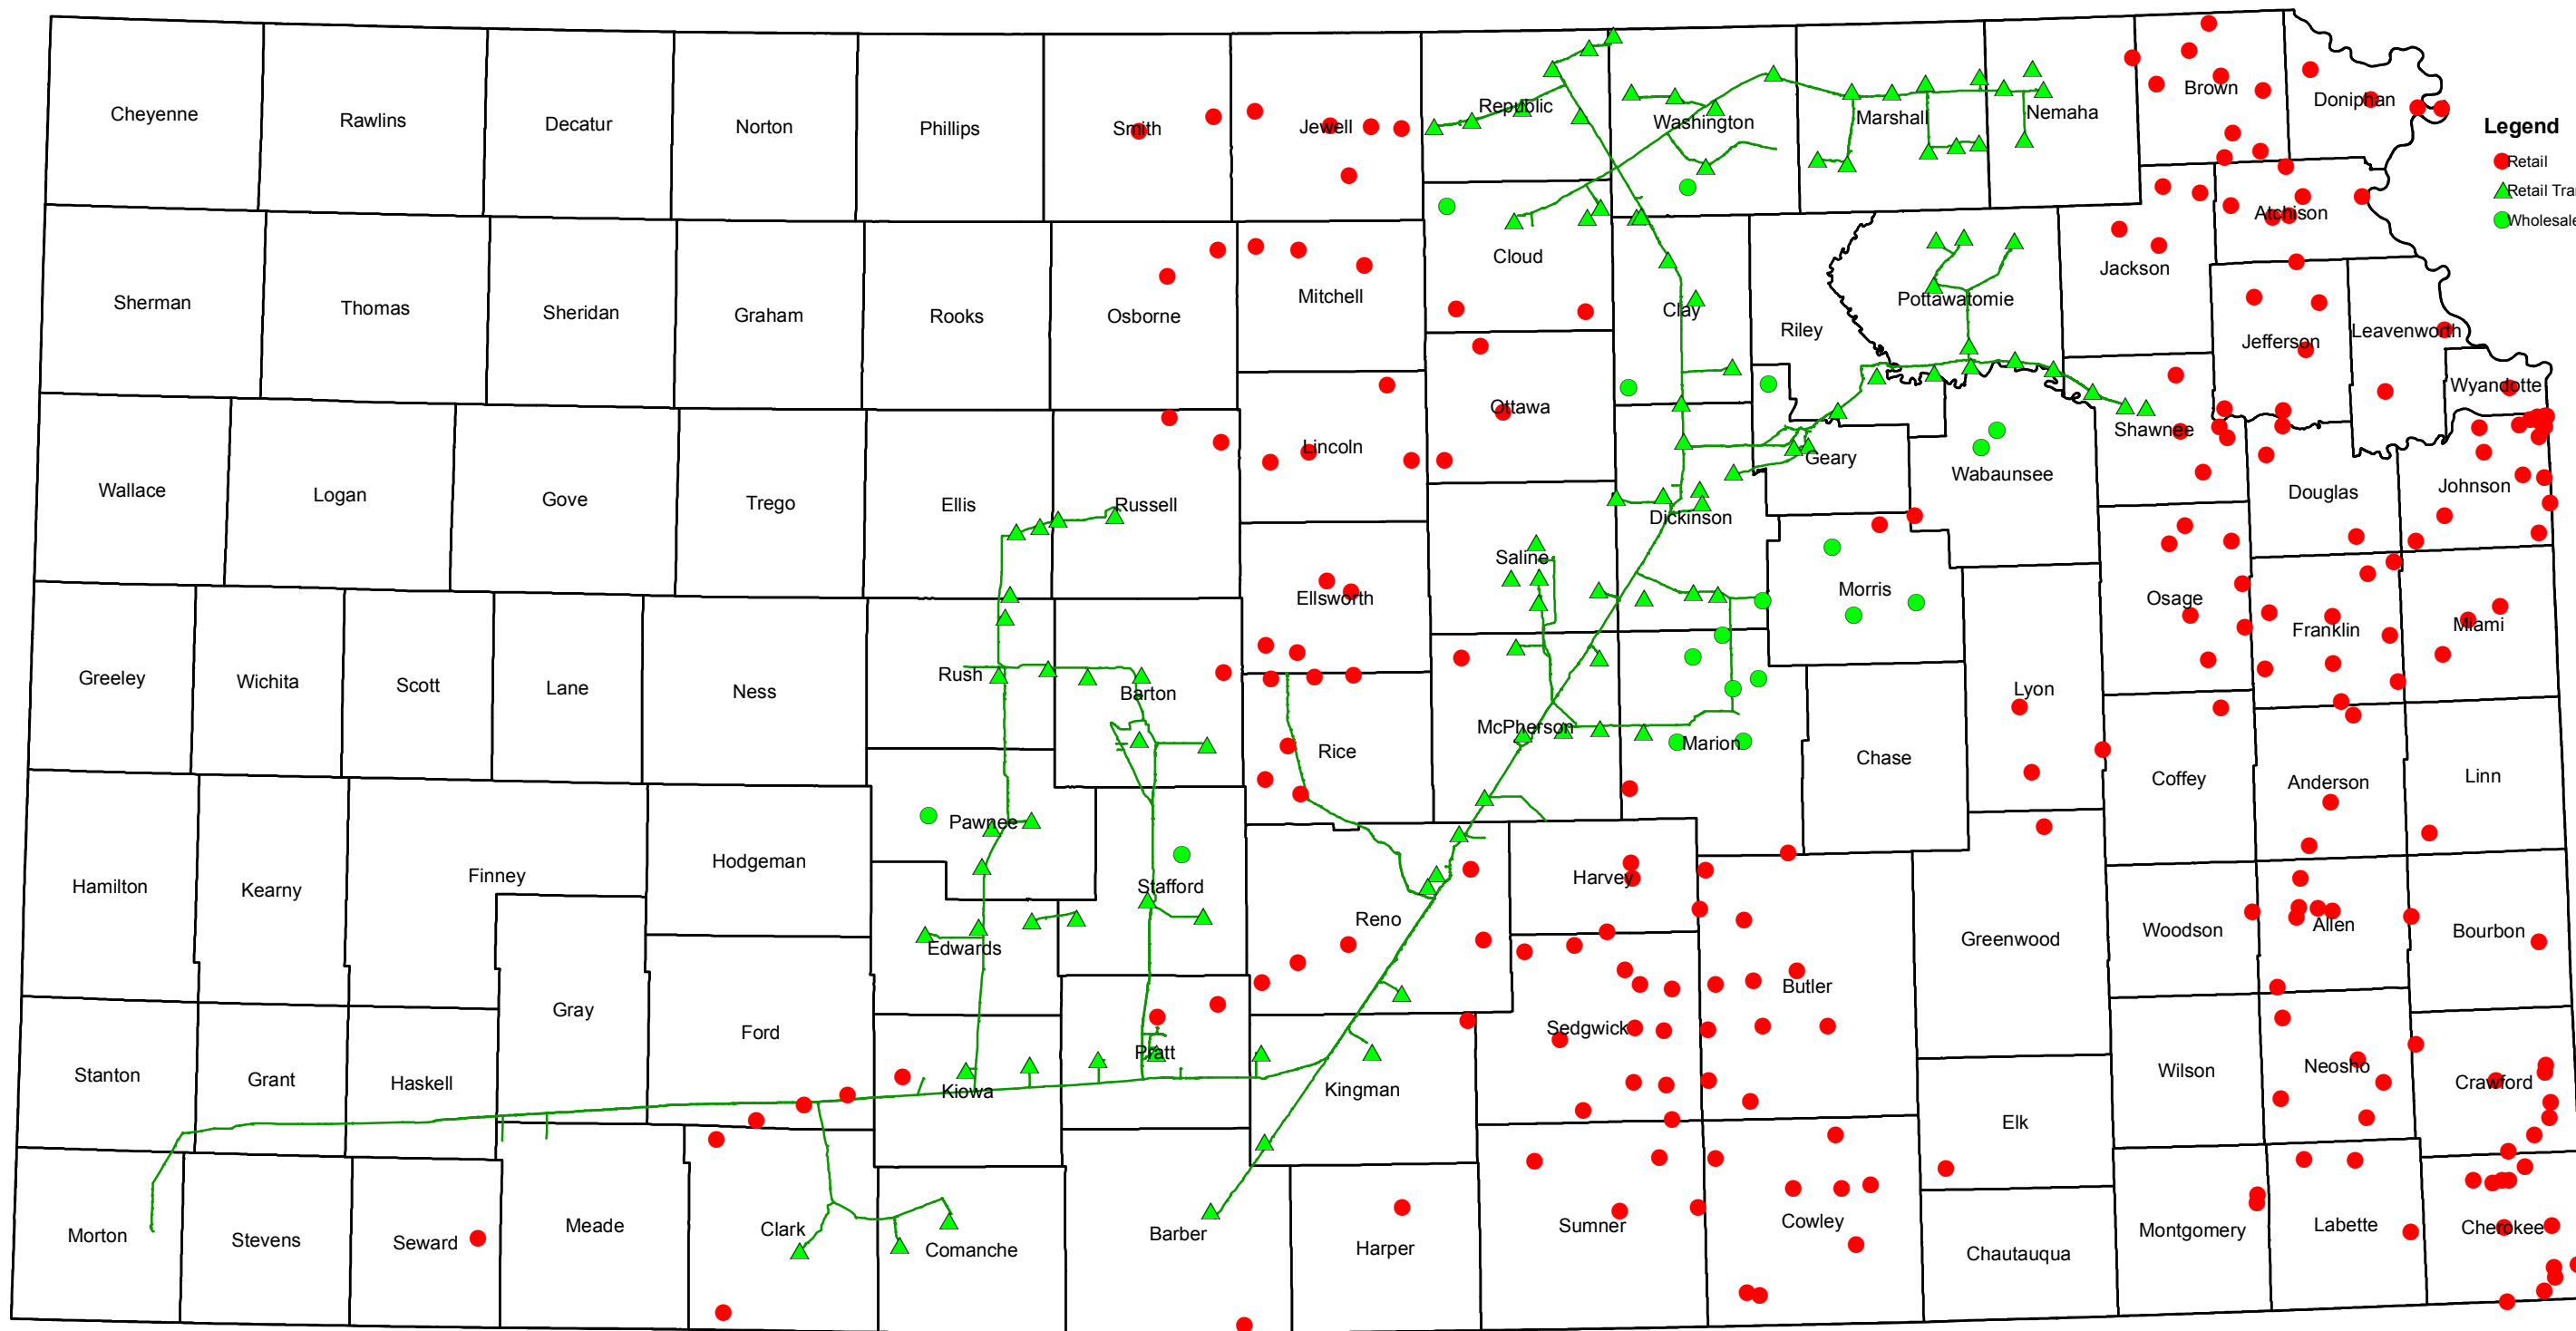 Cheyenne
Rawlins
Decatur
Norton
Phillips
Smith
Jewell
Republic
Washington
Marshall
Nemaha
Brown
Doniphan
Legend
Retail
Retail Tra
Wholesale
Sherman
Thomas
Sheridan
Graham
Rooks
Osborne
Mitchell
Cloud
Clay
Riley
Pottawatomie
Jackson
Atchison
Jefferson
Leavenworth
Wyandotte
Wallace
Logan
Gove
Trego
Ellis
Russell
Lincoln
Ottawa
Saline
Dickinson
Geary
Wabaunsee
Shawnee
Douglas
Johnson
Greeley
Wichita
Scott
Lane
Ness
Rush
Barton
Ellsworth
Rice
McPherson
Marion
Morris
Chase
Lyon
Osage
Franklin
Miami
Coffey
Anderson
Linn
Hamilton
Kearny
Finney
Hodgeman
Pawnee
Edwards
Stafford
Reno
Harvey
Butler
Greenwood
Woodson
Allen
Bourbon
Stanton
Grant
Haskell
Gray
Ford
Kiowa
Pratt
Kingman
Sedgwick
Elk
Wilson
Neosho
Crawford
Morton
Stevens
Seward
Meade
Clark
Comanche
Barber
Harper
Sumner
Cowley
Chautauqua
Montgomery
Labette
Cherokee